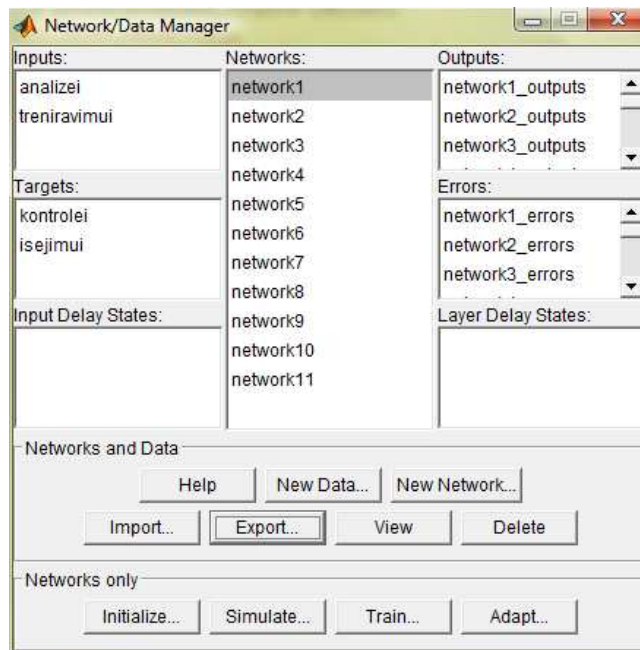 Network/Data Manager
Inputs:
analizei
treniravimui
Networks:
network1
network2
network3
network4
network5
network6
network7
network8
network9
network10
network11
Outputs:
network1_outputs
network2_outputs
network3_outputs
Targets:
kontrolei
isejimui
Errors:
network1_errors
network2_errors
network3_errors
Input Delay States:
Layer Delay States:
Networks and Data
Help
New Data...
New Network...
Import...
Export...
View
Delete
Networks only
Initialize...
Simulate...
Train...
Adapt...